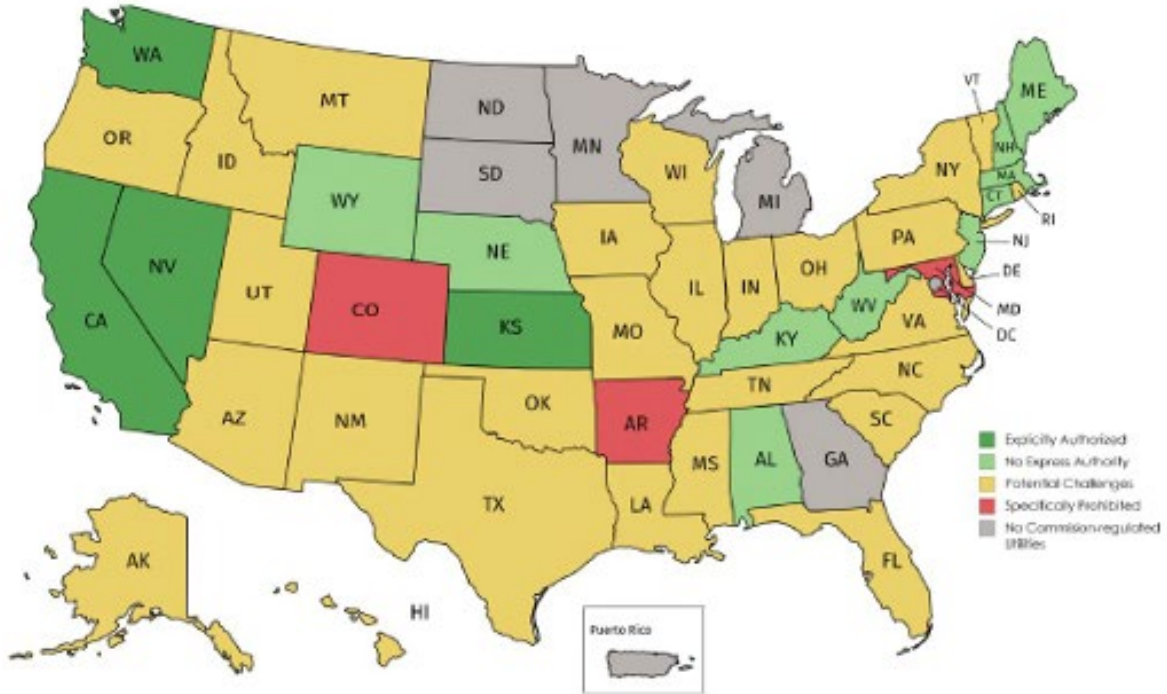 WA
VT
ME
MT
ND
MN
OR
ID
SD
WI
NH
NY
MA
CT
WY
MI
RI
IA
PA
NJ
NE
NV
UT
IL
IN
OH
DE
CO
WV
MD
CA
KS
MO
KY
VA
DC
NC
TN
AZ
NM
OK
AR
SC
MS
AL
GA
TX
LA
FL
AK
HI
Explicitly Authorized
No Express Authority
Potential Challenges
Specifically Prohibited
No Commision-regulated
Utilities
Puerto Rico